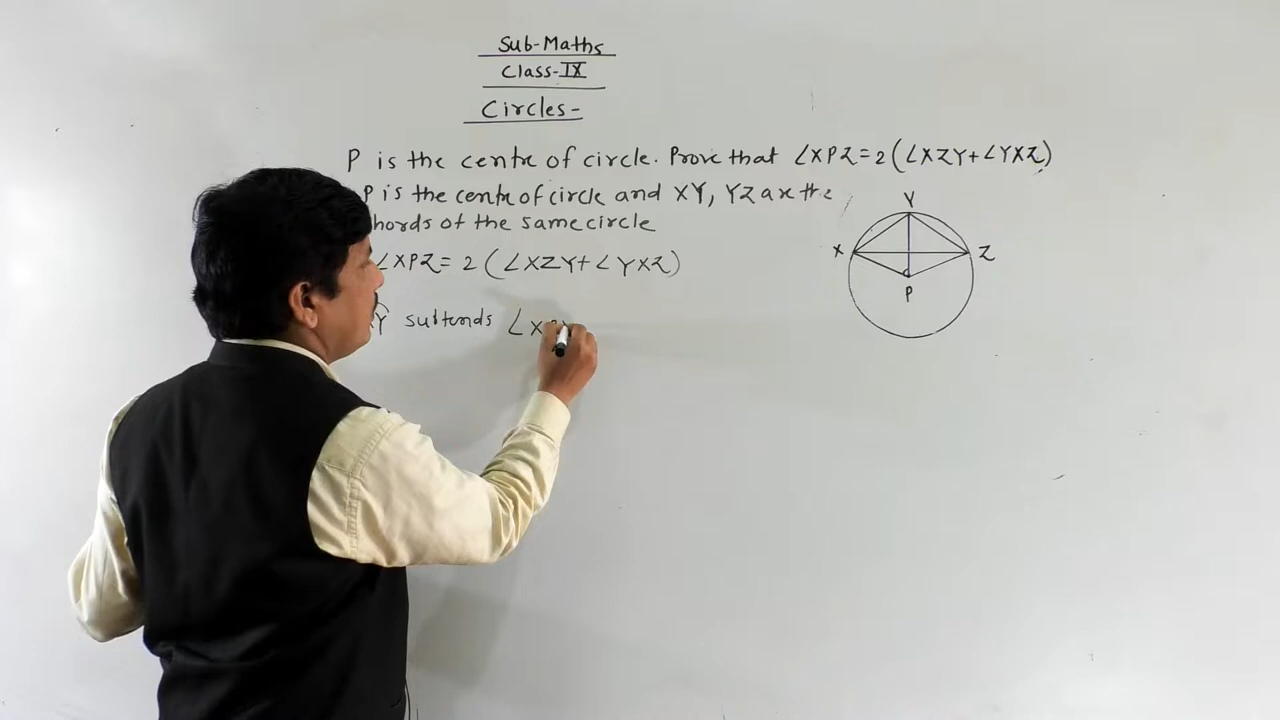 Sub-Maths
Class-IX
Circles-
P is the centre of circle. Prove that ∠XPZ=2(∠XZY+∠YXZ)
P is the centre of circle and XY, YZ are the
hords of the same circle
∠XPZ= 2 (∠XZY+∠YXZ)
Y subtends ∠X
Y
X
Z
P